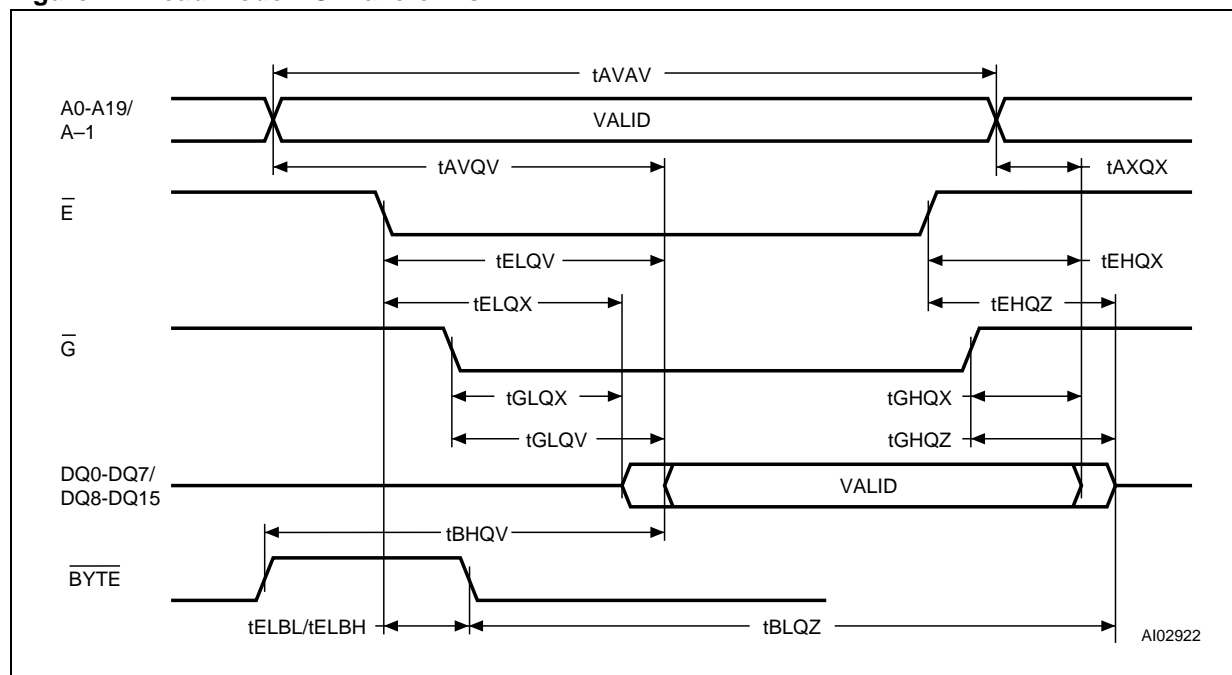 tAVAV
A0-A19/
A–1
VALID
tAVQV
tAXQX
E
tELQV
tEHQX
tELQX
tEHQZ
G
tGLQX
tGHQX
tGLQV
tGHQZ
DQ0-DQ7/
DQ8-DQ15
VALID
tBHQV
BYTE
tELBL/tELBH
tBLQZ
AI02922